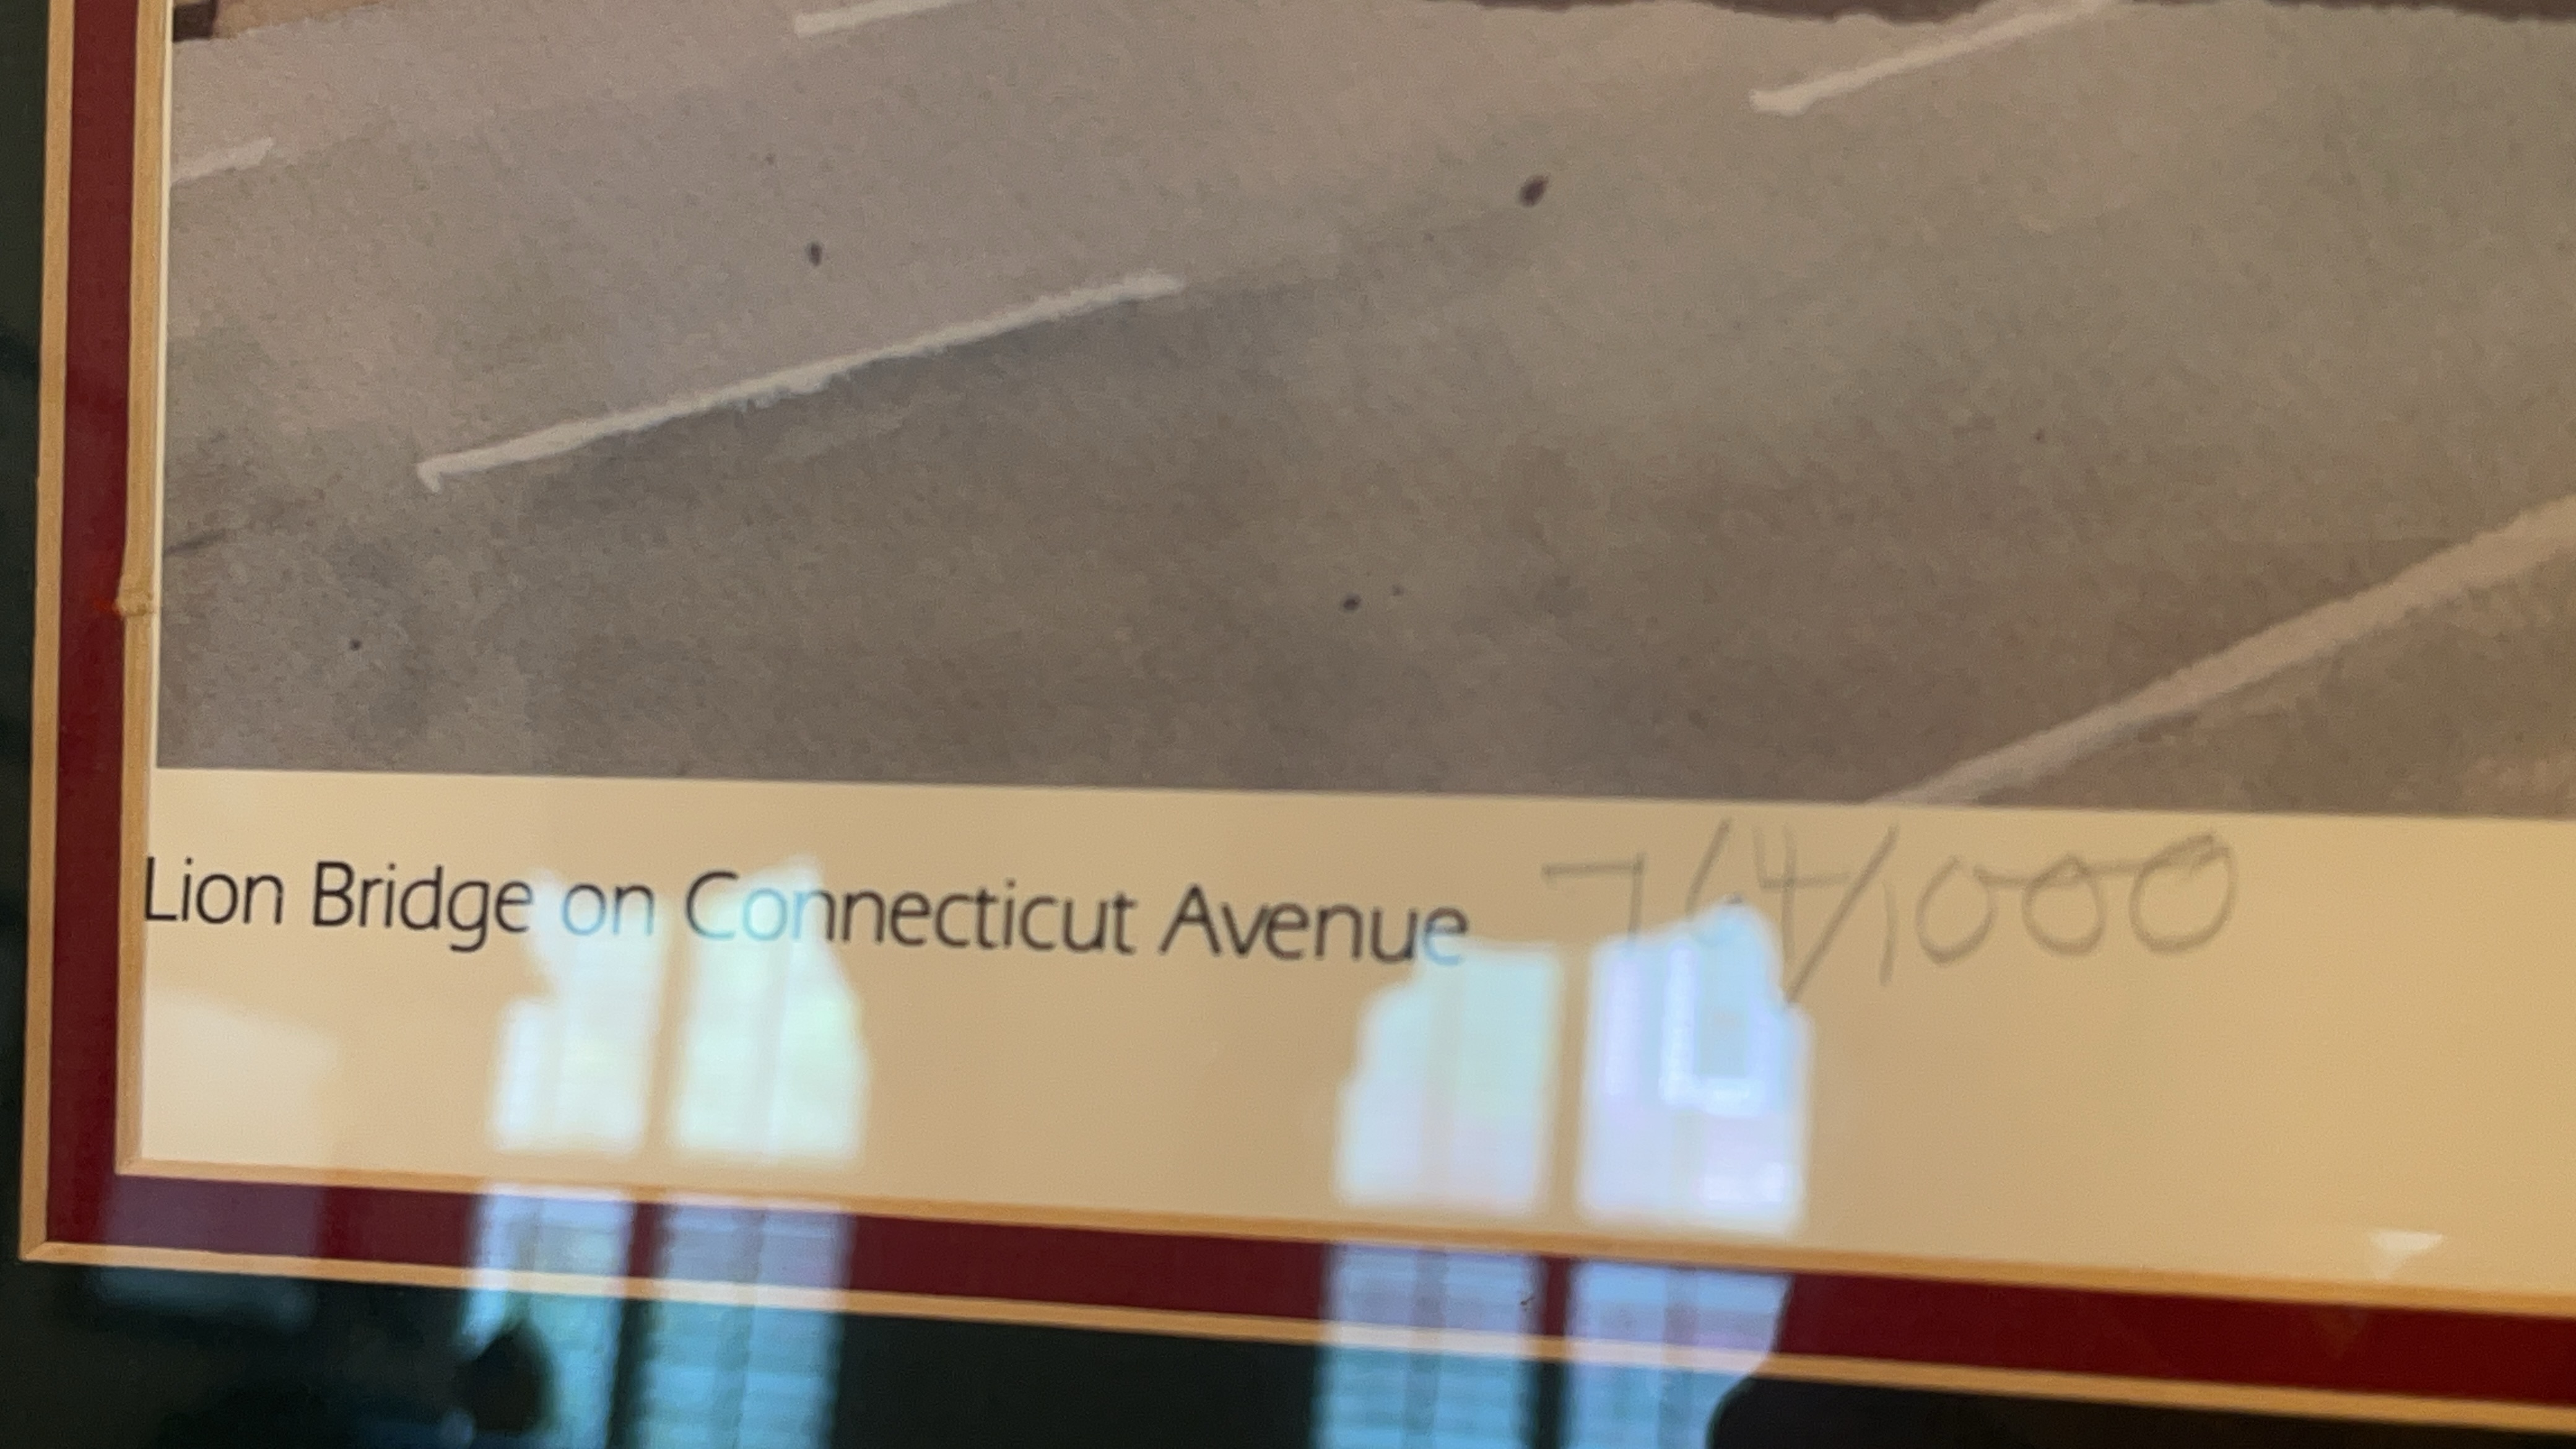 Lion Bridge on Connecticut Avenue 764/1000